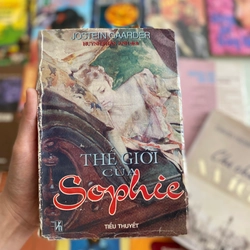 JOSTEIN GAARDER
THẾ GIỚI
CỦA
Sophie
TIỂU THUYẾT